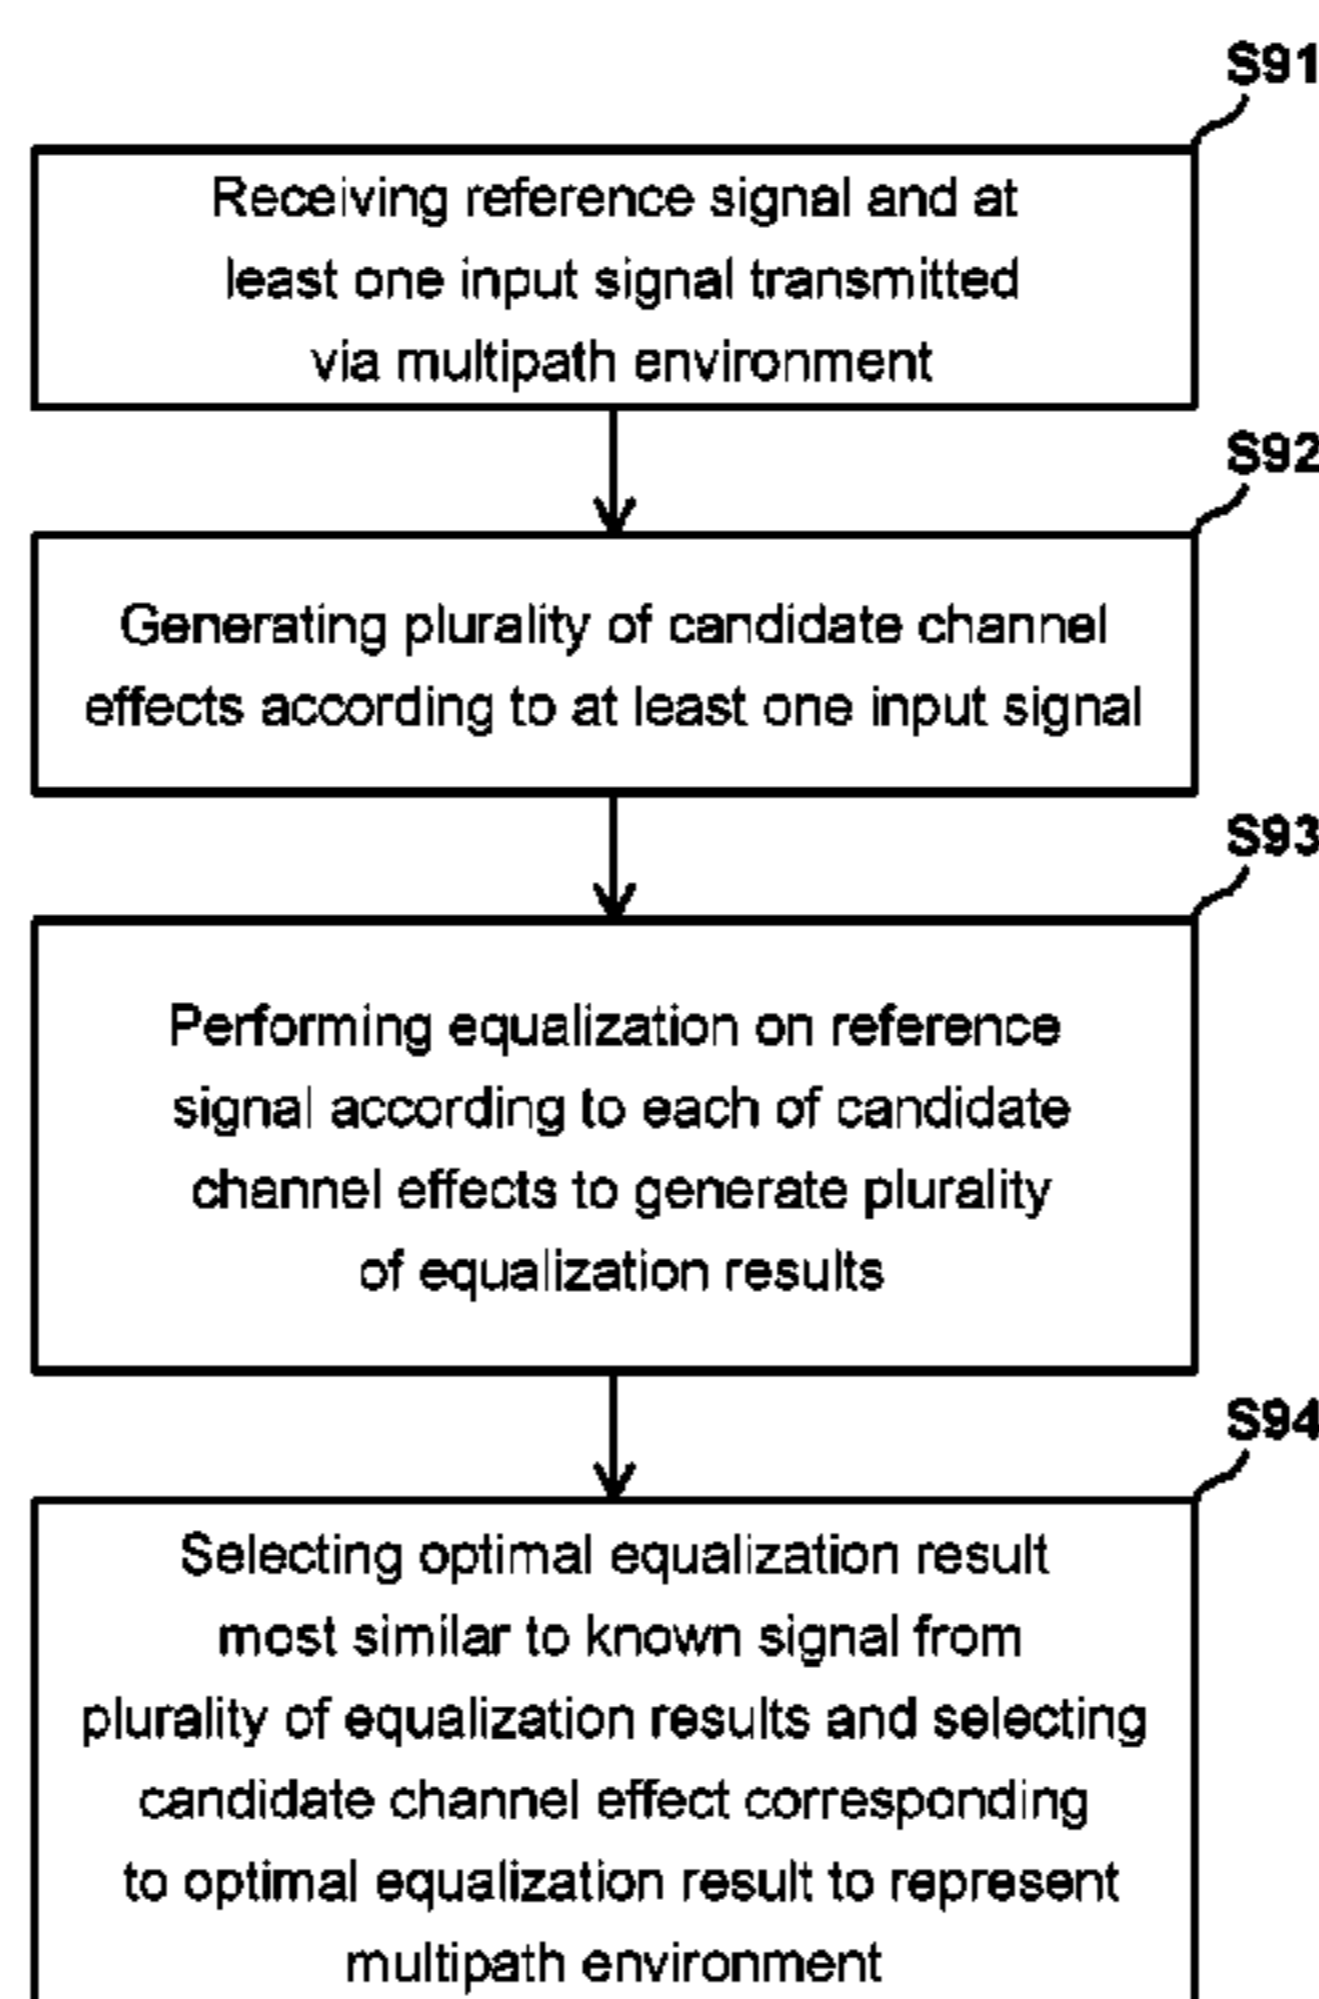 S91
Receiving reference signal and at
least one input signal transmitted
via multipath environment
S92
Generating plurality of candidate channel
effects according to at least one input signal
S93
Performing equalization on reference
signal according to each of candidate
channel effects to generate plurality
of equalization results
S94
Selecting optimal equalization result
most similar to known signal from
plurality of equalization results and selecting
candidate channel effect corresponding
to optimal equalization result to represent
multipath environment